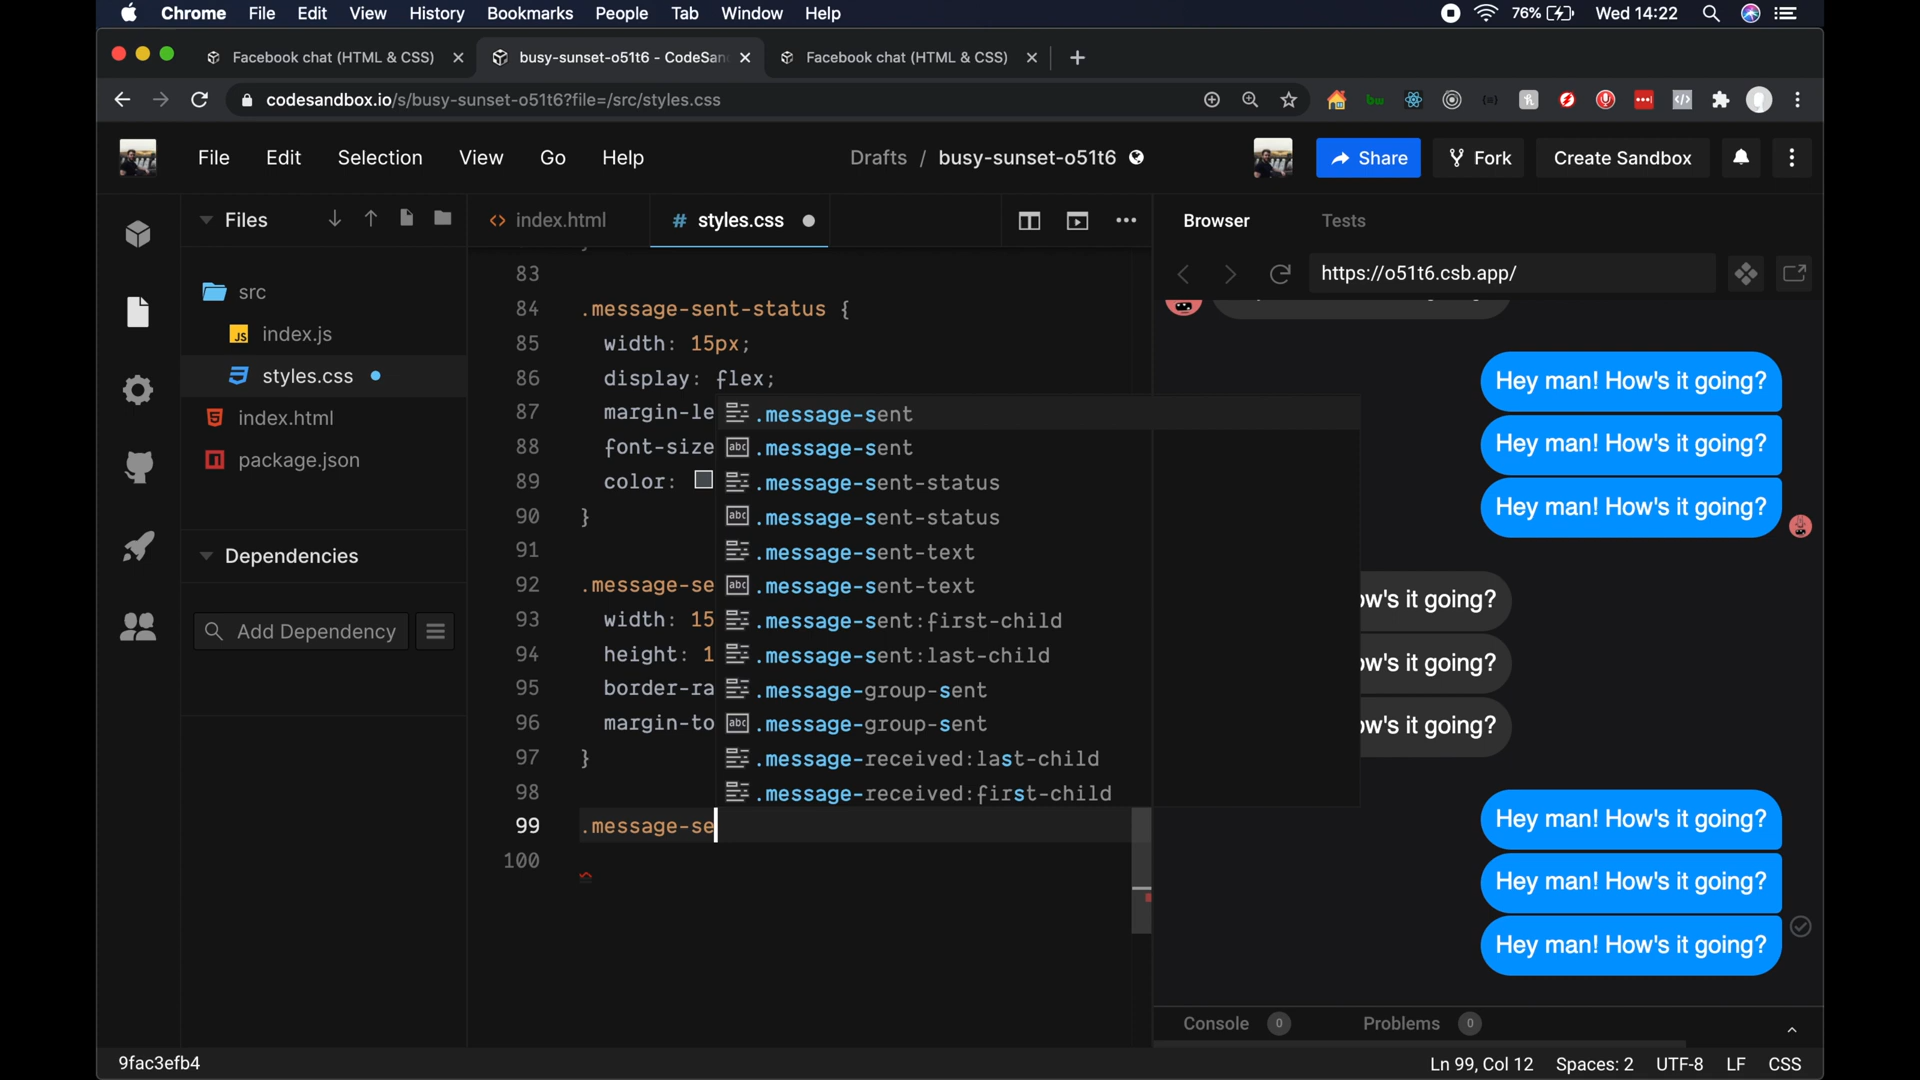 Chrome File Edit View History Bookmarks People Tab Window Help 76% Wed 14:22
Facebook chat (HTML & CSS) busy-sunset-o51t6 - CodeSan Facebook chat (HTML & CSS)
codesandbox.io/s/busy-sunset-o51t6?file=/src/styles.css
File Edit Selection View Go Help Drafts / busy-sunset-o51t6 Share Fork Create Sandbox
Files index.html # styles.css Browser Tests
https://o51t6.csb.app/
src
JS index.js
styles.css
index.html
package.json
Dependencies
Add Dependency
83
84 .message-sent-status {
85 width: 15px;
86 display: flex;
87 margin-le
88 font-size
89 color:
90 }
91
92 .message-se
93 width: 15
94 height: 1
95 border-ra
96 margin-to
97 }
98
99 .message-se
100
.message-sent
abc .message-sent
.message-sent-status
abc .message-sent-status
.message-sent-text
abc .message-sent-text
.message-sent:first-child
.message-sent:last-child
.message-group-sent
abc .message-group-sent
.message-received:last-child
.message-received:first-child
Hey man! How's it going?
Hey man! How's it going?
Hey man! How's it going?
ow's it going?
ow's it going?
ow's it going?
Hey man! How's it going?
Hey man! How's it going?
Hey man! How's it going?
Console 0 Problems 0
9fac3efb4 Ln 99, Col 12 Spaces: 2 UTF-8 LF CSS